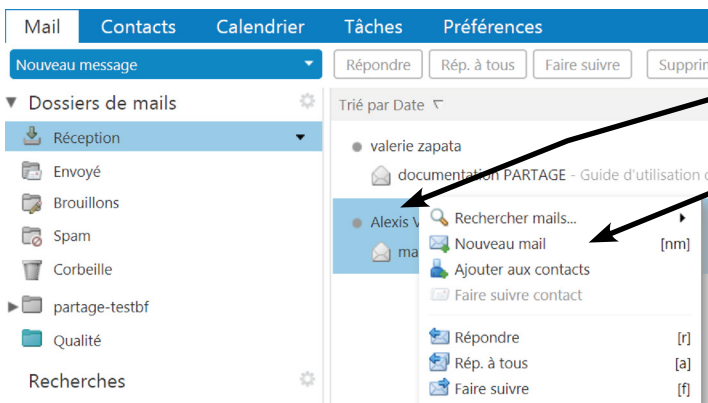 Mail Contacts Calendrier Tâches Préférences
Nouveau message Répondre Rép. à tous Faire suivre
Dossiers de mails
Trié par Date
Réception
Envoyé
Brouillons
Spam
Corbeille
partage-testbf
Qualité
Recherches
valerie zapata
documentation PARTAGE - Guide d'utilisation
Alexis
Rechercher mails...
Nouveau mail [nm]
Ajouter aux contacts
Faire suivre contact
Répondre [r]
Rép. à tous [a]
Faire suivre [f]